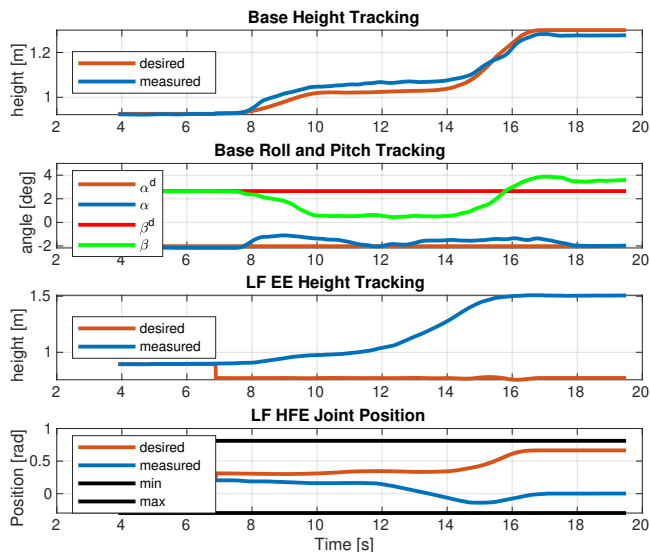 Base Height Tracking
height [m]
1.2
1
desired
measured
2 4 6 8 10 12 14 16 18 20
Base Roll and Pitch Tracking
angle [deg]
4
2
0
-2
α^d
α
β^d
β
2 4 6 8 10 12 14 16 18 20
LF EE Height Tracking
height [m]
1.5
1
desired
measured
2 4 6 8 10 12 14 16 18 20
LF HFE Joint Position
Position [rad]
1
0.5
0
desired
measured
min
max
2 4 6 8 10 12 14 16 18 20
Time [s]